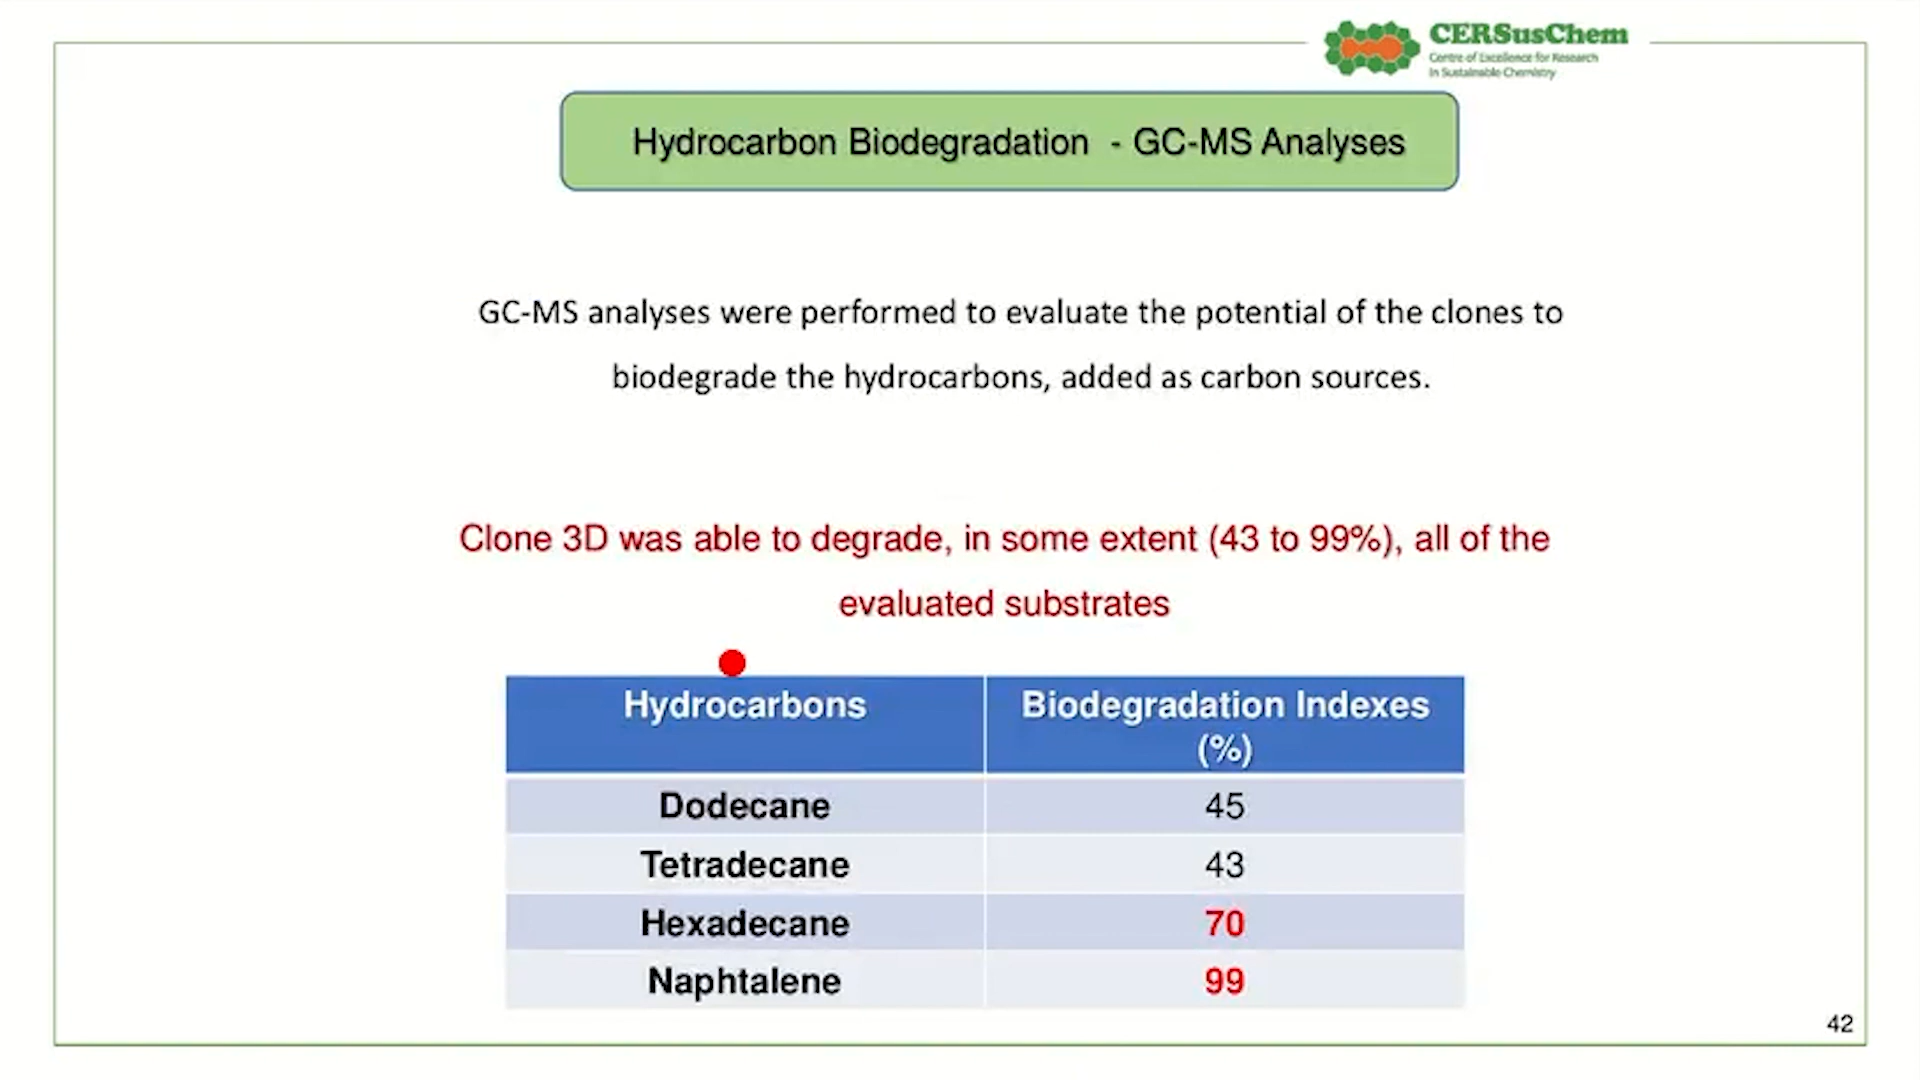 CERSusChem
Centre of Excellence for Research
in Sustainable Chemistry
Hydrocarbon Biodegradation - GC-MS Analyses
GC-MS analyses were performed to evaluate the potential of the clones to
biodegrade the hydrocarbons, added as carbon sources.
Clone 3D was able to degrade, in some extent (43 to 99%), all of the
evaluated substrates
Hydrocarbons Biodegradation Indexes
(%)
Dodecane 45
Tetradecane 43
Hexadecane 70
Naphtalene 99
42